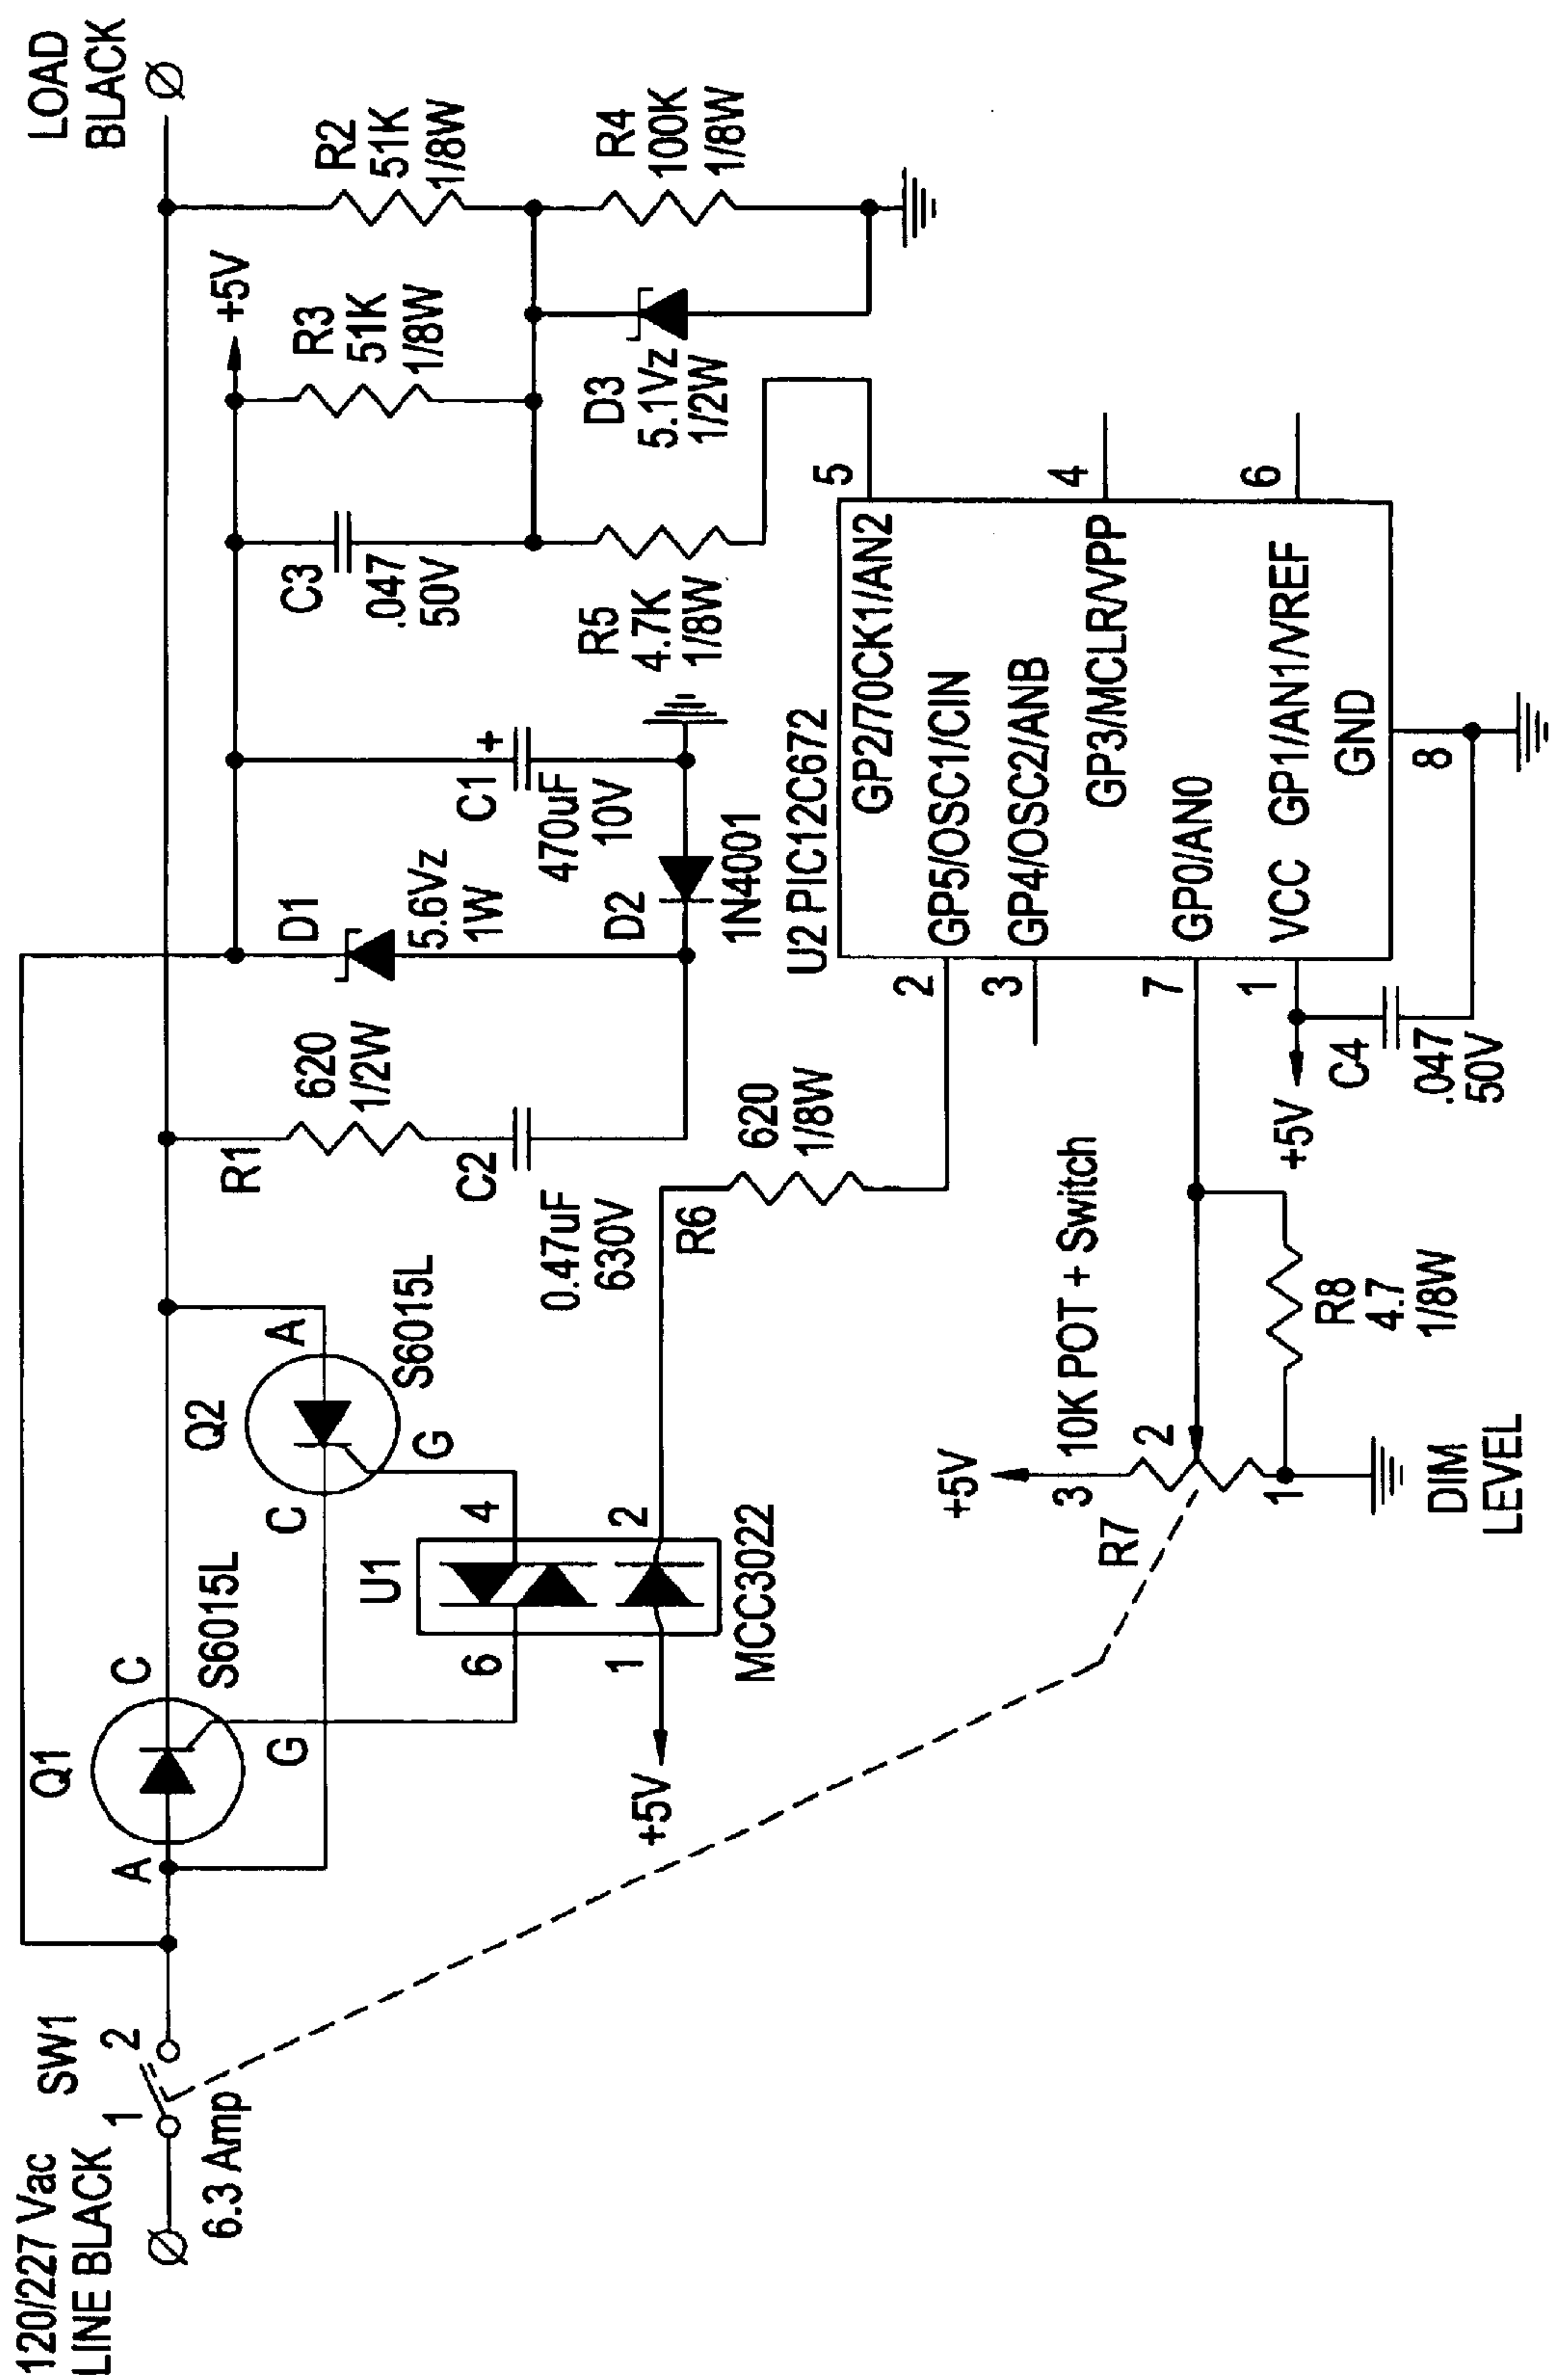 120/227 Vac
LINE BLACK
SW1
1
2
6.3 Amp
Q1
A
C
G
S6015L
Q2
A
C
G
S6015L
U1
6
4
1
2
+5V
MCC3022
R1
620
1/2W
C2
0.47uF
630V
D1
5.6Vz
1W
D2
1N4001
C1
+
470uF
10V
C3
.047
50V
R3
51K
1/8W
+5V
LOAD
BLACK
R2
51K
1/8W
R4
100K
1/8W
D3
5.1Vz
1/2W
R5
4.7K
1/8W
R6
620
1/8W
U2 PIC12C672
GP2/70CK1/AN2
5
2
GP5/OSC1/CIN
3
GP4/OSC2/ANB
GP3/MCLR/VPP
4
7
GP0/AN0
1
VCC
GP1/AN1/VREF
6
GND
8
+5V
C4
.047
50V
+5V
3
10K POT + Switch
R7
2
1
R8
4.7
1/8W
DIM
LEVEL